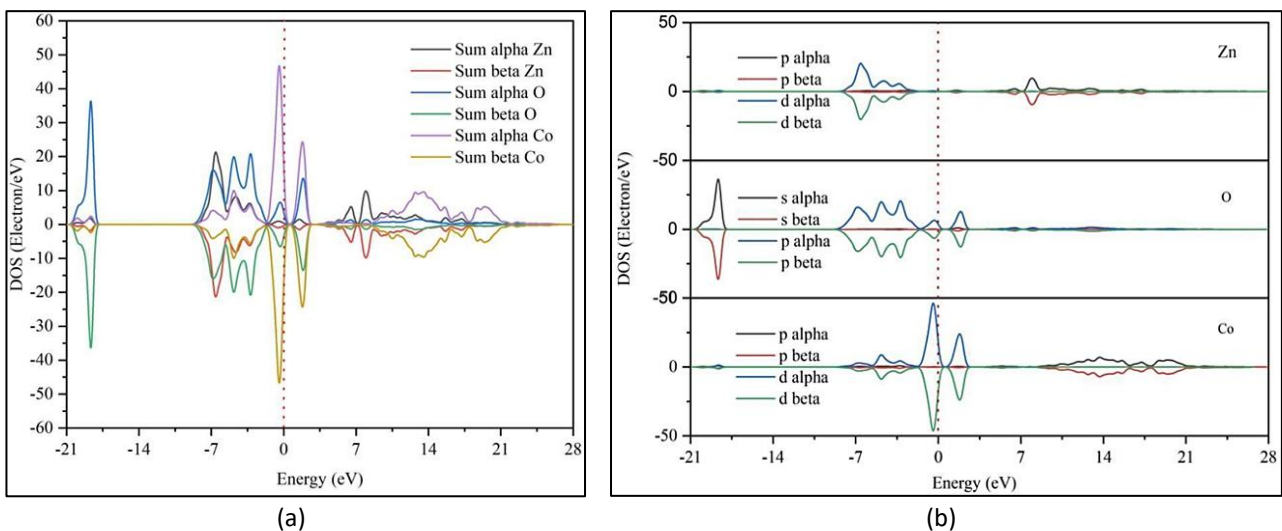 60
50
40
30
20
10
0
-10
-20
-30
-40
-50
-60
DOS (Electron/eV)
Sum alpha Zn
Sum beta Zn
Sum alpha O
Sum beta O
Sum alpha Co
Sum beta Co
-21 -14 -7 0 7 14 21 28
Energy (eV)
(a)
50
0
-50
DOS (Electron/eV)
p alpha
p beta
d alpha
d beta
Zn
50
0
-50
s alpha
s beta
p alpha
p beta
O
50
0
-50
p alpha
p beta
d alpha
d beta
Co
-21 -14 -7 0 7 14 21 28
Energy (eV)
(b)